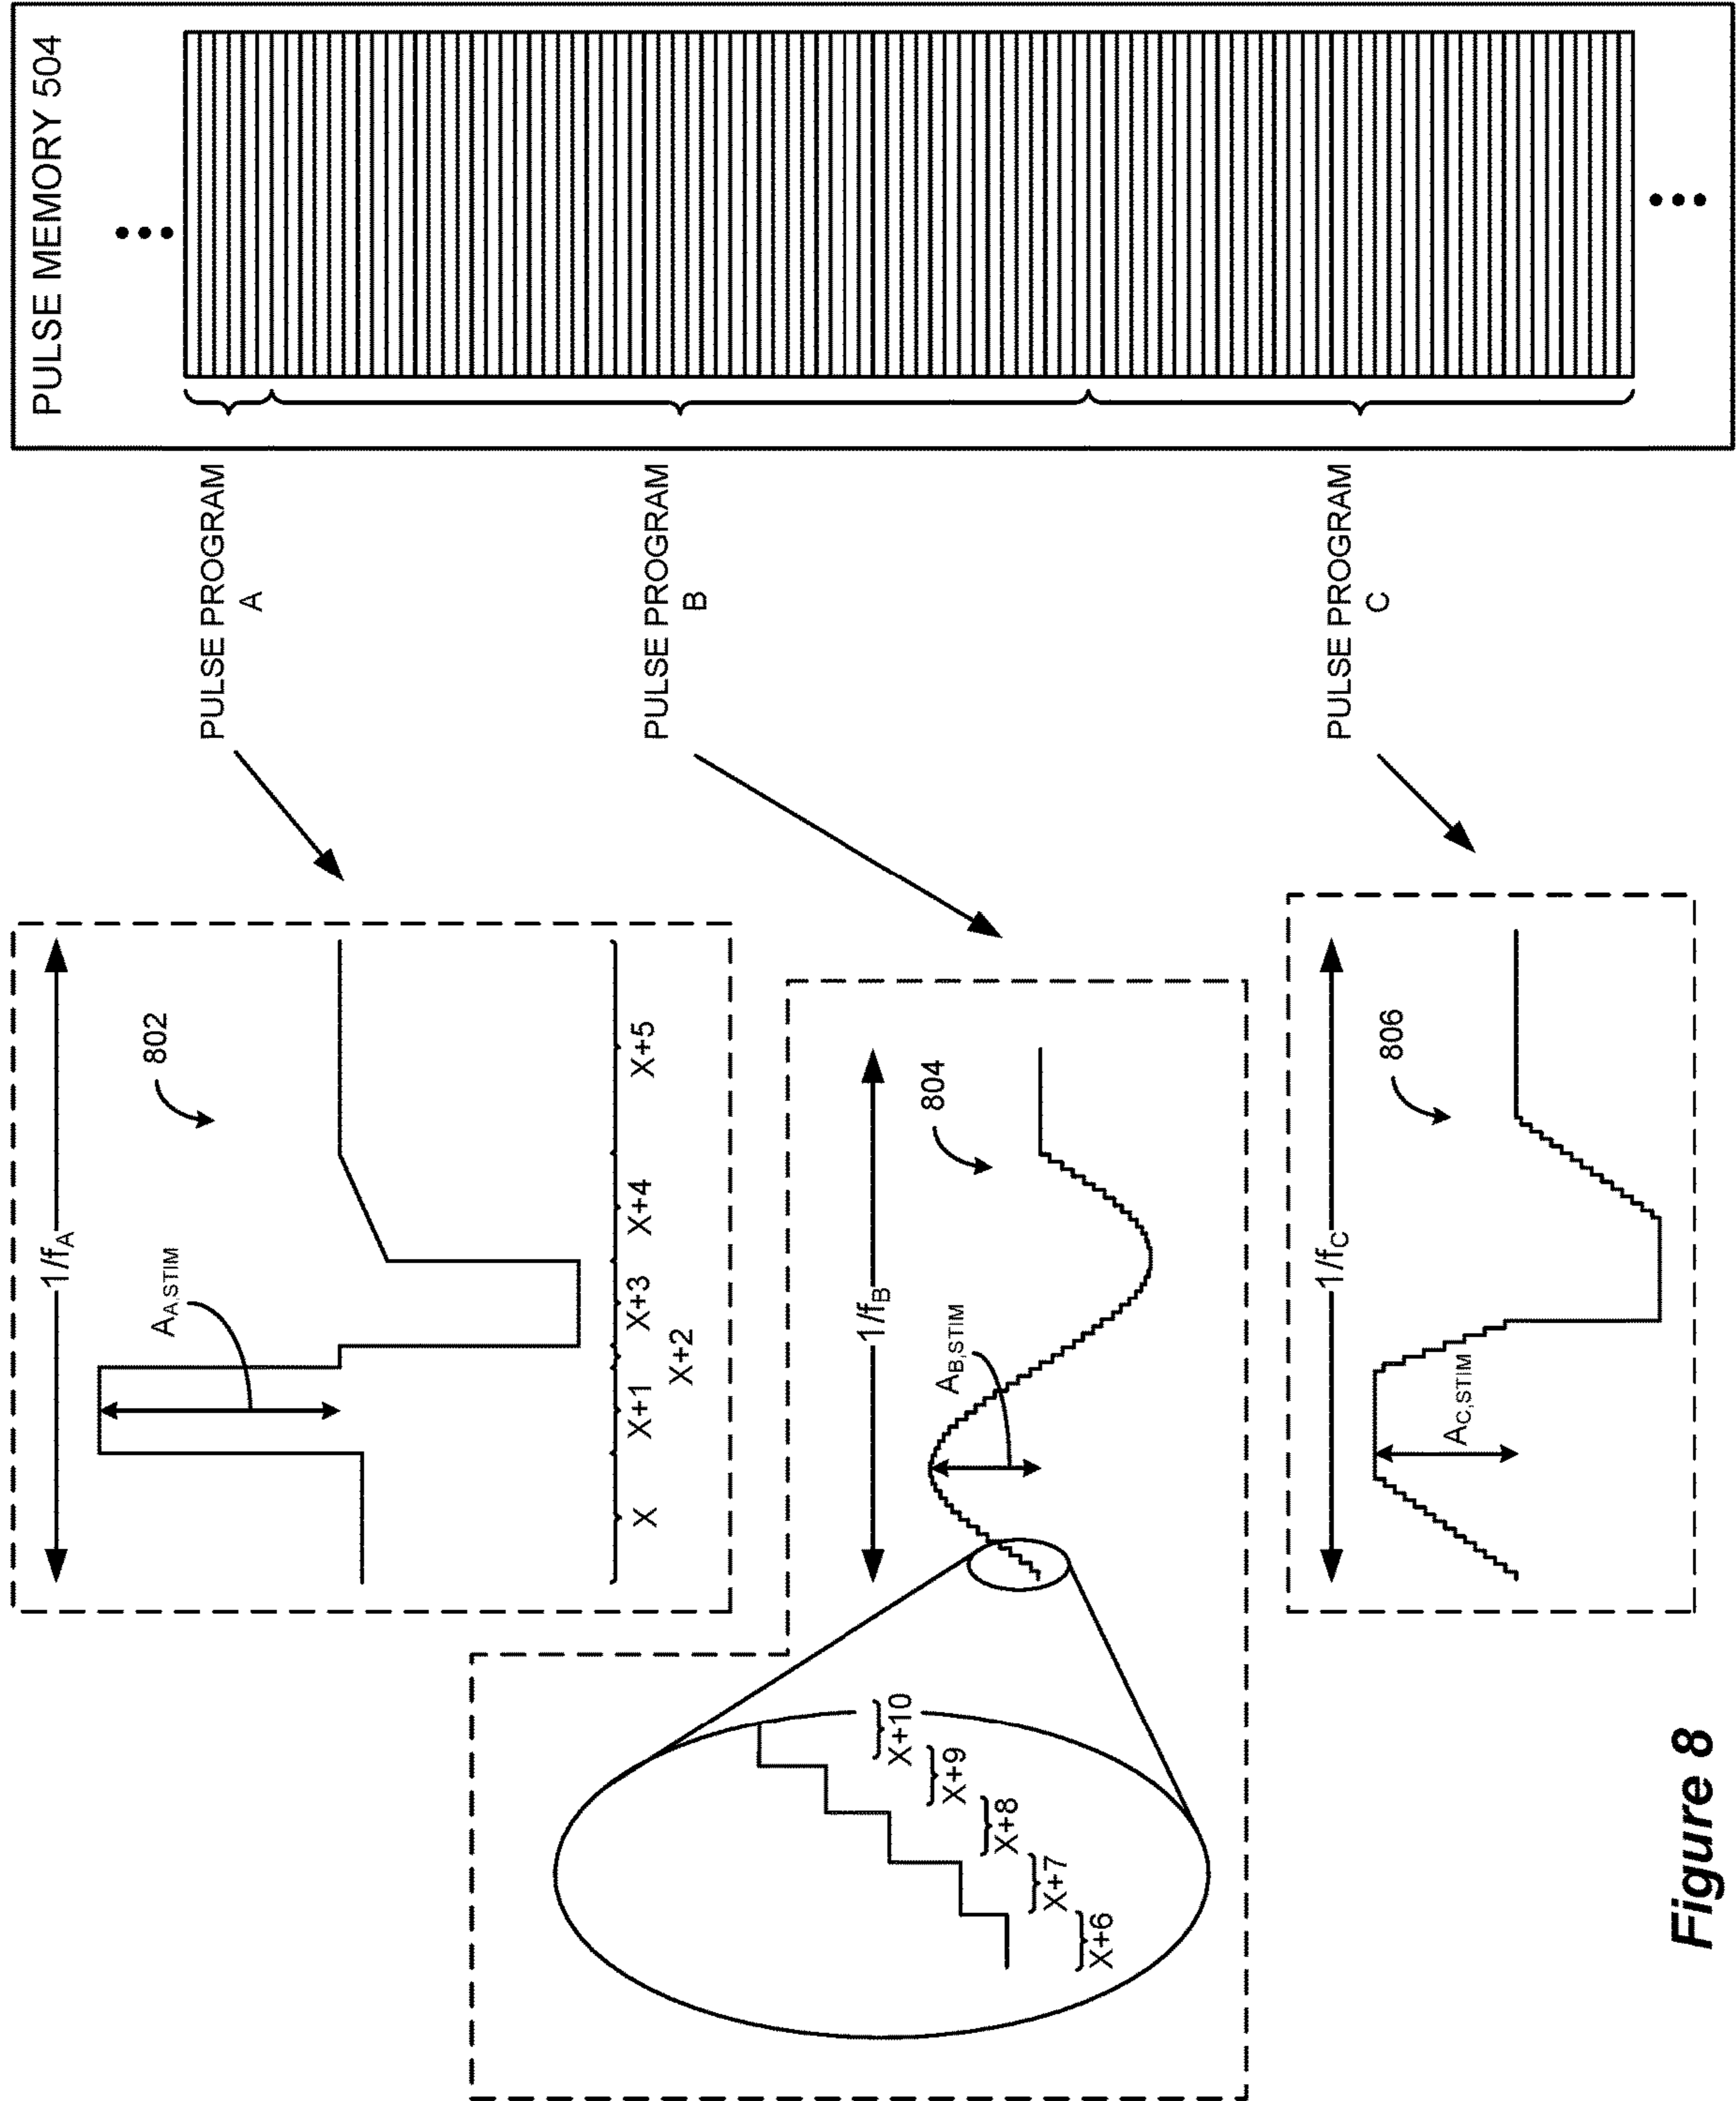 PULSE MEMORY 504
PULSE PROGRAM
A
PULSE PROGRAM
B
PULSE PROGRAM
C
1/fA
802
AA,STIM
X
X+1
X+2
X+3
X+4
X+5
1/fB
804
AB,STIM
X+6
X+7
X+8
X+9
X+10
1/fC
806
AC,STIM
Figure 8